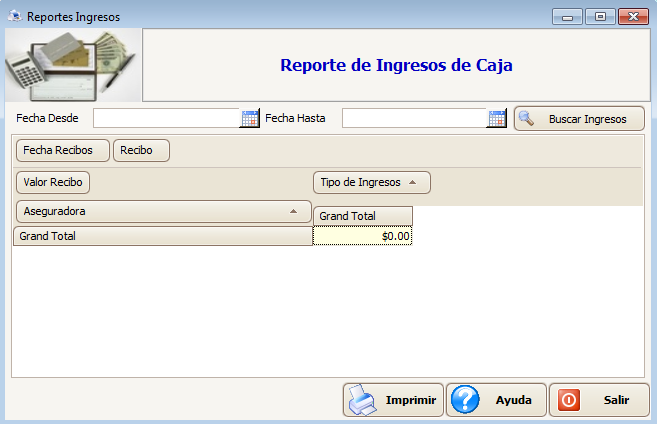 Reportes Ingresos
Reporte de Ingresos de Caja
Fecha Desde Fecha Hasta Buscar Ingresos
Fecha Recibos Recibo
Valor Recibo Tipo de Ingresos
Aseguradora Grand Total
Grand Total $0.00
Imprimir Ayuda Salir